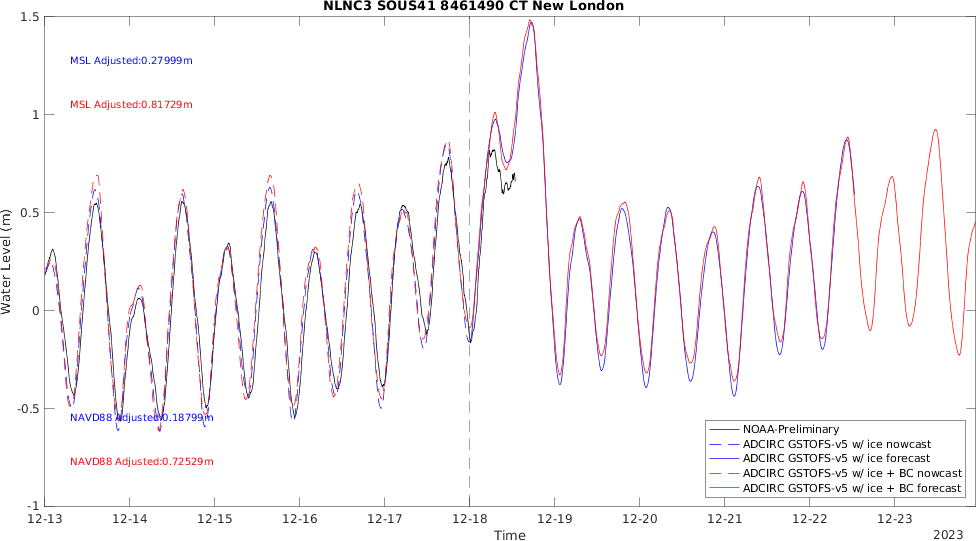 NLNC3 SOUS41 8461490 CT New London
1.5
1
0.5
0
-0.5
-1
Water Level (m)
MSL Adjusted:0.27999m
MSL Adjusted:0.81729m
NAVD88 Adjusted:0.18799m
NAVD88 Adjusted:0.72529m
NOAA-Preliminary
ADCIRC GSTOFS-v5 w/ ice nowcast
ADCIRC GSTOFS-v5 w/ ice forecast
ADCIRC GSTOFS-v5 w/ ice + BC nowcast
ADCIRC GSTOFS-v5 w/ ice + BC forecast
12-13 12-14 12-15 12-16 12-17 12-18 12-19 12-20 12-21 12-22 12-23
Time
2023